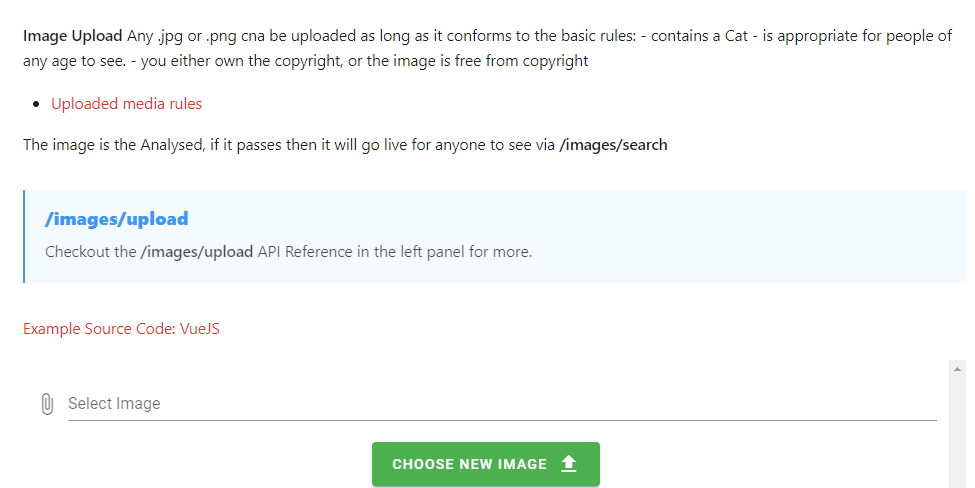 Image Upload Any .jpg or .png cna be uploaded as long as it conforms to the basic rules: - contains a Cat - is appropriate for people of
any age to see. - you either own the copyright, or the image is free from copyright
Uploaded media rules
The image is the Analysed, if it passes then it will go live for anyone to see via /images/search
/images/upload
Checkout the /images/upload API Reference in the left panel for more.
Example Source Code: VueJS
Select Image
CHOOSE NEW IMAGE